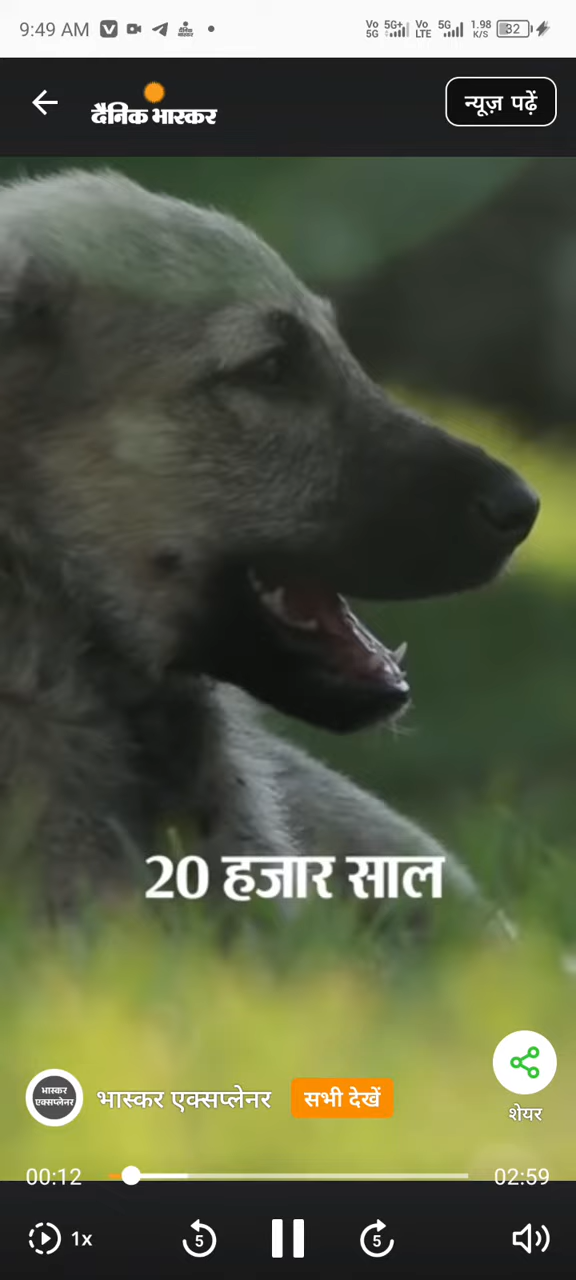 9:49 AM
Vo 5G 5G+ Vo LTE 5G 1.98 K/S 32
दैनिक भास्कर
न्यूज़ पढ़ें
20 हजार साल
भास्कर एक्सप्लेनर
भास्कर एक्सप्लेनर
सभी देखें
शेयर
00:12
02:59
1x
5
5